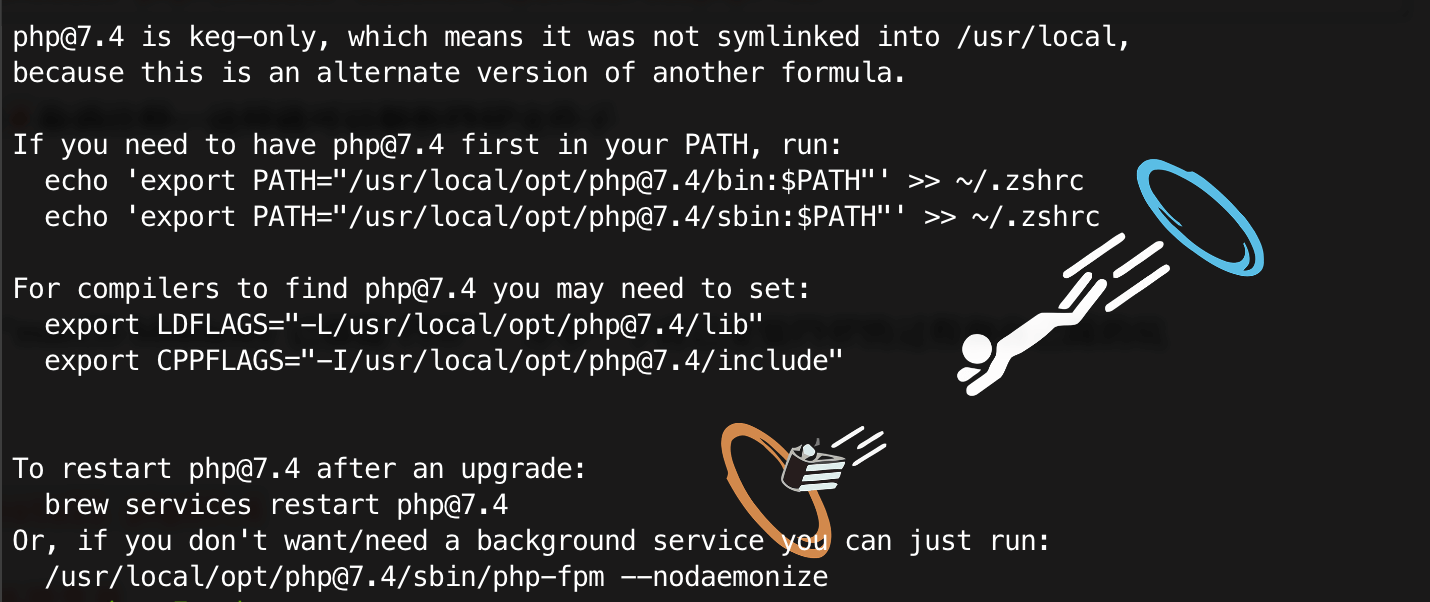 php@7.4 is keg-only, which means it was not symlinked into /usr/local,
because this is an alternate version of another formula.
If you need to have php@7.4 first in your PATH, run:
echo 'export PATH="/usr/local/opt/php@7.4/bin:$PATH"' >> ~/.zshrc
echo 'export PATH="/usr/local/opt/php@7.4/sbin:$PATH"' >> ~/.zshrc
For compilers to find php@7.4 you may need to set:
export LDFLAGS="-L/usr/local/opt/php@7.4/lib"
export CPPFLAGS="-I/usr/local/opt/php@7.4/include"
To restart php@7.4 after an upgrade:
brew services restart php@7.4
Or, if you don't want/need a background service you can just run:
/usr/local/opt/php@7.4/sbin/php-fpm --nodaemonize